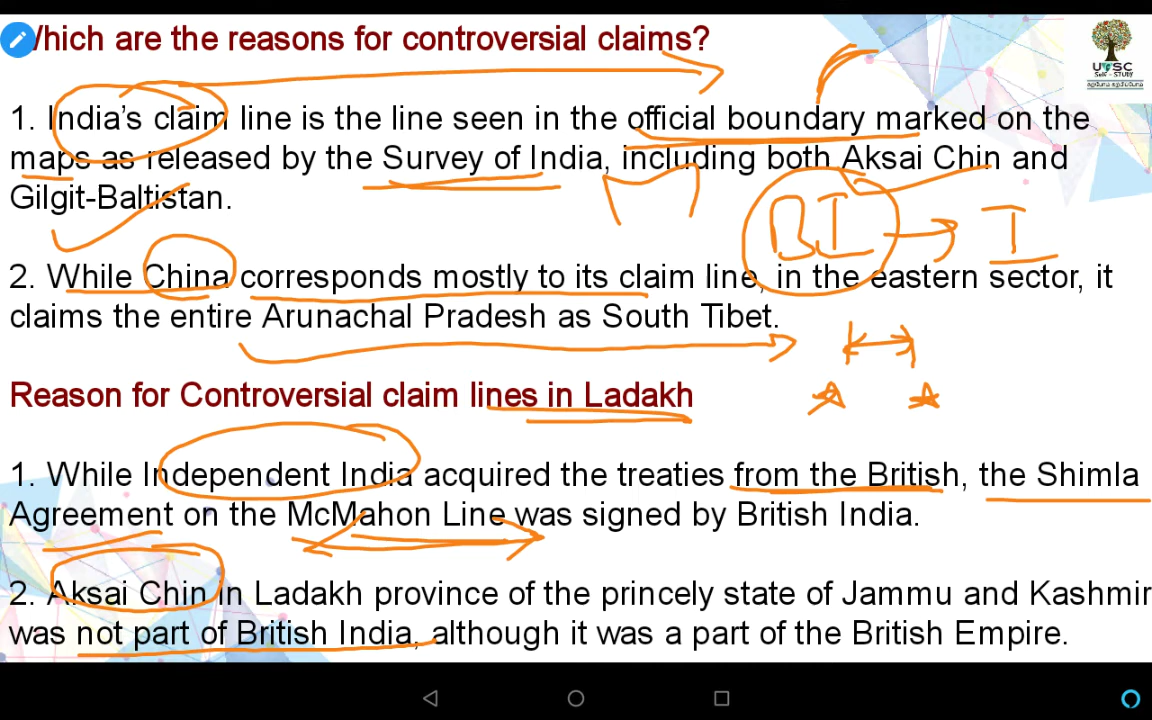 Which are the reasons for controversial claims?
UPSC
Self - STUDY
1. India's claim line is the line seen in the official boundary marked on the
maps as released by the Survey of India, including both Aksai Chin and
Gilgit-Baltistan.
BI → I
2. While China corresponds mostly to its claim line, in the eastern sector, it
claims the entire Arunachal Pradesh as South Tibet.
Reason for Controversial claim lines in Ladakh
1. While Independent India acquired the treaties from the British, the Shimla
Agreement on the McMahon Line was signed by British India.
2. Aksai Chin in Ladakh province of the princely state of Jammu and Kashmir
was not part of British India, although it was a part of the British Empire.